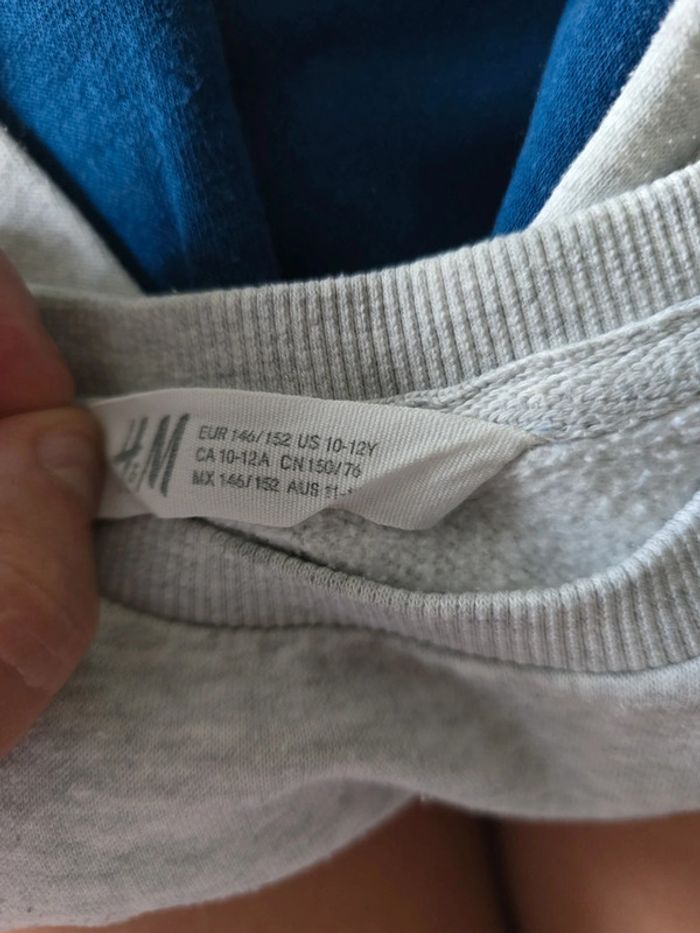 H&M
EUR 146/152 US 10-12Y
CA 10-12A CN 150/76
MX 146/152 AUS